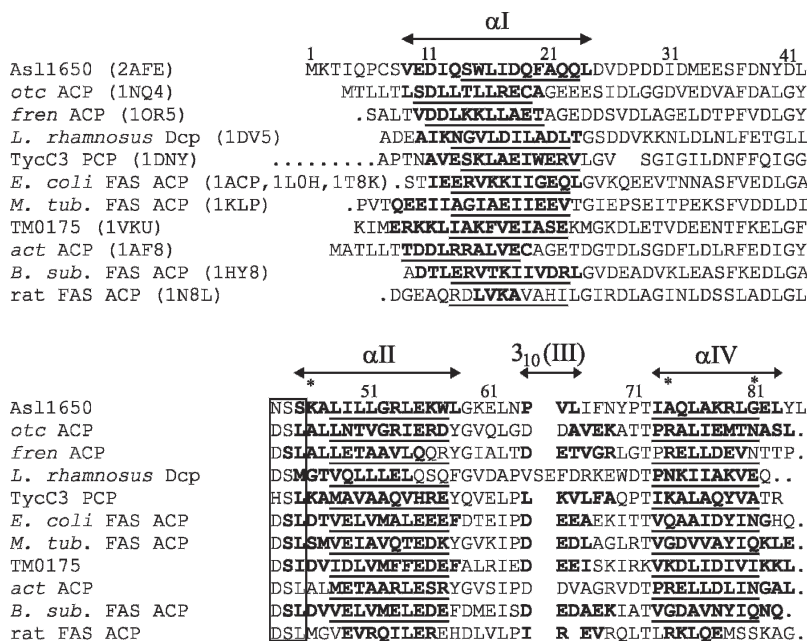 αI
1 11 21 31 41
Asl1650 (2AFE) MKTIQPCSVEDIQSWLIDQFAQQLDVDPDDIDMEESFDNYDL
otc ACP (1NQ4) MTLLTLSDLLTLLRECAGEEESIDLGGDVEDVAFDALGY
fren ACP (1OR5) .SALTVDDLKKLLAETAGEDDSVDLAGELDTPFVDLGY
L. rhamnosus Dcp (1DV5) ADEAIKNGVLDILADLTGSDDVKKNLDLNLFETGLL
TycC3 PCP (1DNY) ..........APTNAVESKLAEIWERVLGV SGIGILDNFFQIGG
E. coli FAS ACP (1ACP,1L0H,1T8K).STIEERVKKIIGEQLGVKQEEVTNNASFVEDLGA
M. tub. FAS ACP (1KLP) .PVTQEEIIAGIAEIIEEVTGIEPSEITPEKSFVDDLDI
TM0175 (1VKU) KIMERKKLIAKFVEIASEKMGKDLETVDEENTFKELGF
act ACP (1AF8) MATLLTTDDLRRALVECAGETDGTDLSGDFLDLRFEDIGY
B. sub. FAS ACP (1HY8) ADTLERVTKIIVDRLGVDEADVKLEASFKEDLGA
rat FAS ACP (1N8L) .DGEAQRDLVKAVAHILGIRDLAGINLDSSLADLGL
αII 3₁₀(III) αIV
* 51 61 71 * 81 *
Asl1650 NSSKALILLGRLEKWLGKELNP VLIFNYPTIAQLAKRLGELYL
otc ACP DSLALLNTVGRIERDYGVQLGD DAVEKATTPRALIEMTNASL.
fren ACP DSLALLETAAVLQQRYGIALTD ETVGRLGTPRELLDEVNTTP.
L. rhamnosus Dcp DSMGTVQLLLELQSQFGVDAPVSEFDRKEWDTPNKIIAKVEQ..
TycC3 PCP HSLKAMAVAAQVHREYQVELPL KVLFAQPTIKALAQYVATR
E. coli FAS ACP DSLDTVELVMALEEEFDTEIPD EEAEKITTVQAAIDYINGHQ.
M. tub. FAS ACP DSLSMVEIAVQTEDKYGVKIPD EDLAGLRTVGDVVAYIQKLE.
TM0175 DSIDVIDLVMFFEDEFALRIED EEISKIRKVKDLIDIVIKKL.
act ACP DSLALMETAARLESRYGVSIPD DVAGRVDTPRELLDLINGAL.
B. sub. FAS ACP DSLDVVELVMELEDEFDMEISD EDAEKIATVGDAVNYIQNQ.
rat FAS ACP DSLMGVEVRQILEREHDLVLPI R EVRQLTLRKLQEMSSKAG